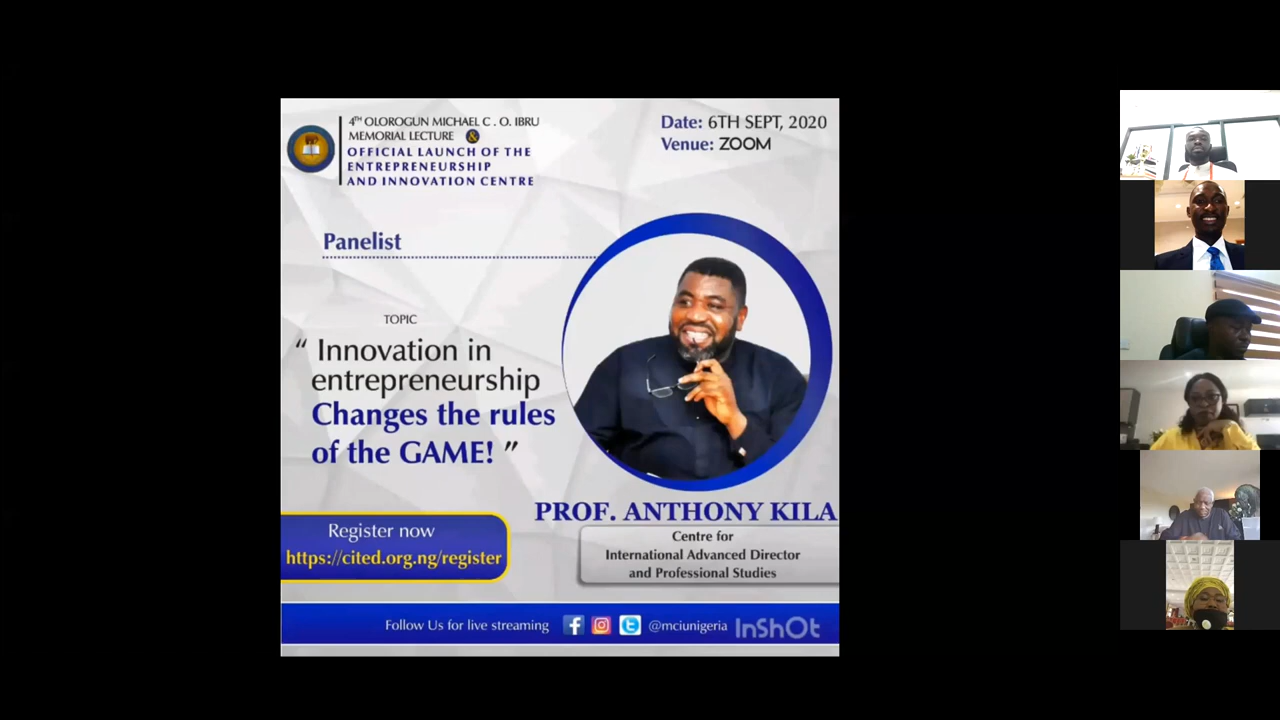 4TH OLOROGUN MICHAEL C . O. IBRU
MEMORIAL LECTURE &
OFFICIAL LAUNCH OF THE
ENTREPRENEURSHIP
AND INNOVATION CENTRE
Date: 6TH SEPT, 2020
Venue: ZOOM
Panelist
TOPIC
“ Innovation in
entrepreneurship
Changes the rules
of the GAME! ”
PROF. ANTHONY KILA
Centre for
International Advanced Director
and Professional Studies
Register now
https://cited.org.ng/register
Follow Us for live streaming @mciunigeria InShOt